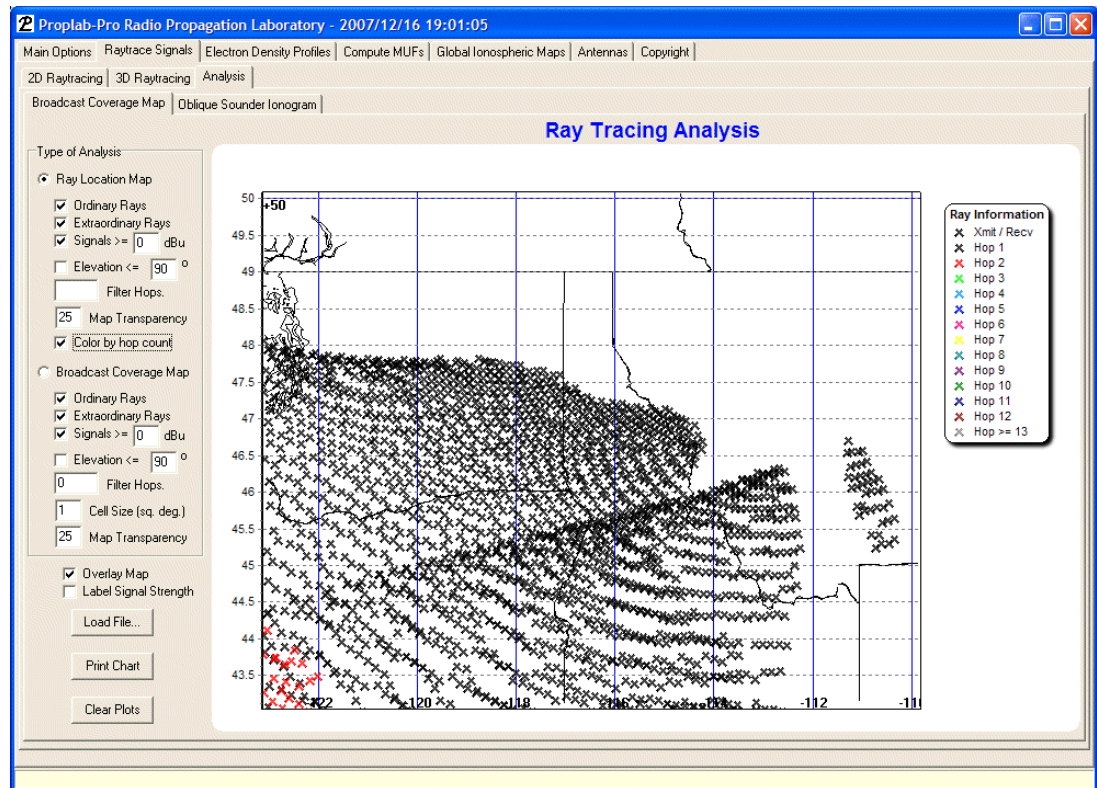 Proplab-Pro Radio Propagation Laboratory - 2007/12/16 19:01:05
Main Options Raytrace Signals Electron Density Profiles Compute MUFs Global Ionospheric Maps Antennas Copyright
2D Raytracing 3D Raytracing Analysis
Broadcast Coverage Map Oblique Sounder Ionogram
Ray Tracing Analysis
Type of Analysis
Ray Location Map
Ordinary Rays
Extraordinary Rays
Signals >= 0 dBu
Elevation <= 90 º
Filter Hops.
25 Map Transparency
Color by hop count
Broadcast Coverage Map
Ordinary Rays
Extraordinary Rays
Signals >= 0 dBu
Elevation <= 90 º
0 Filter Hops.
1 Cell Size (sq. deg.)
25 Map Transparency
Overlay Map
Label Signal Strength
Load File...
Print Chart
Clear Plots
50
+50
49.5
49
48.5
48
47.5
47
46.5
46
45.5
45
44.5
44
43.5
-122 -120 -118 -116 -114 -112 -11
Ray Information
Xmit / Recv
Hop 1
Hop 2
Hop 3
Hop 4
Hop 5
Hop 6
Hop 7
Hop 8
Hop 9
Hop 10
Hop 11
Hop 12
Hop >= 13